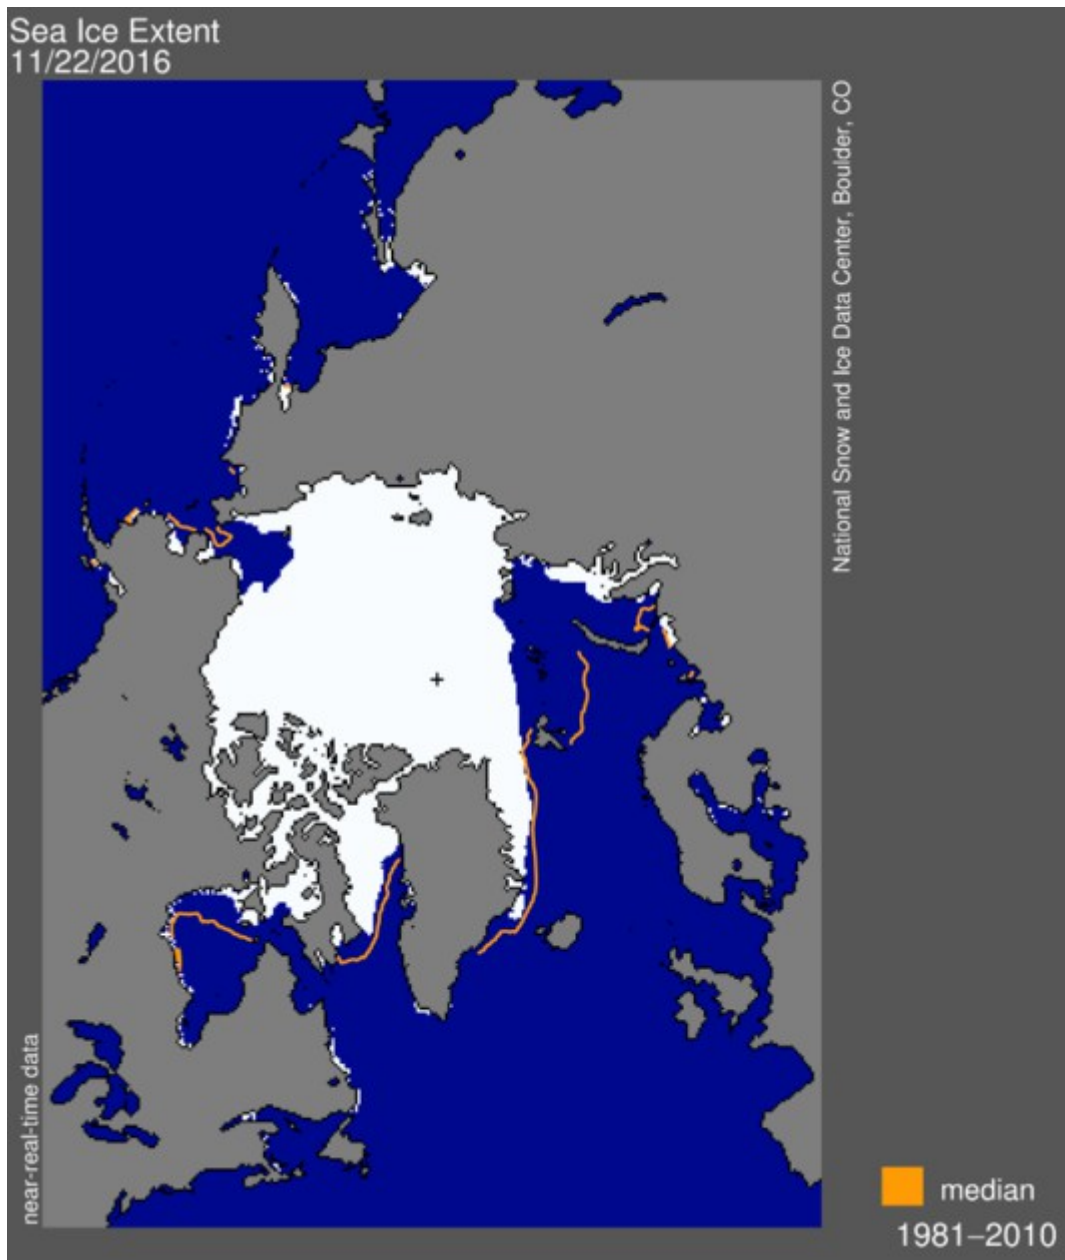 Sea Ice Extent
11/22/2016
National Snow and Ice Data Center, Boulder, CO
near-real-time data
median
1981–2010